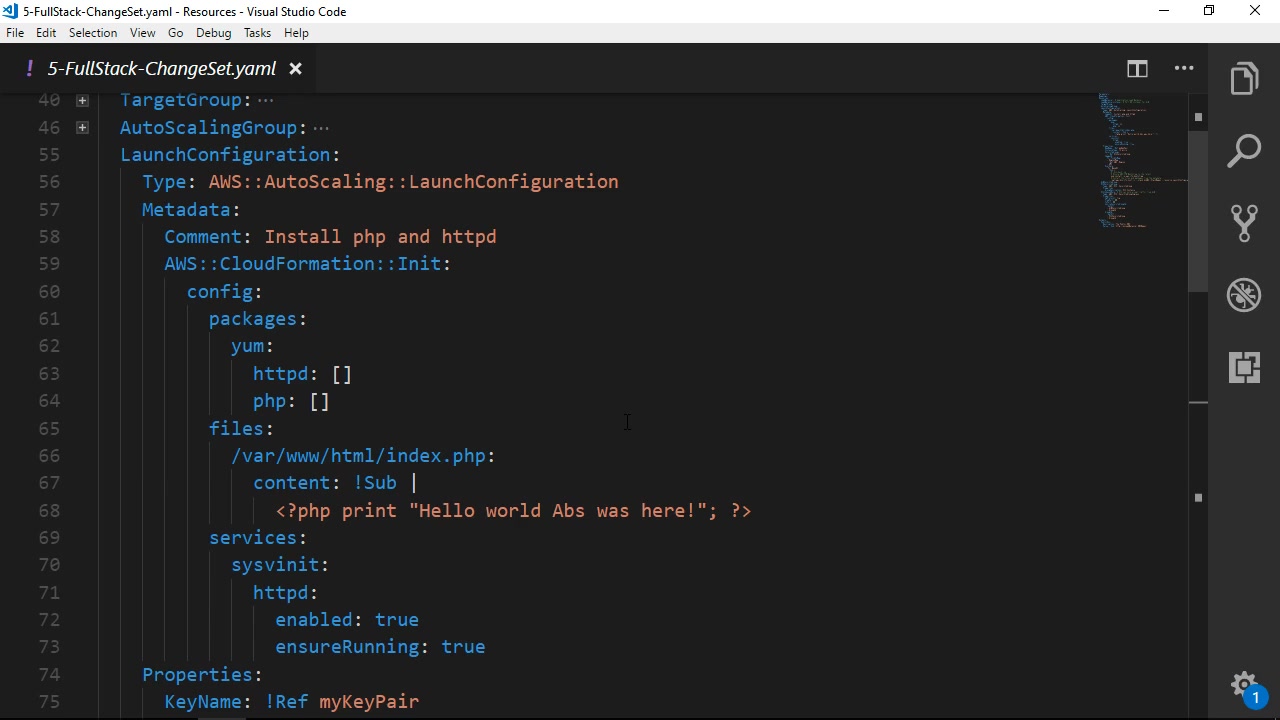 5-FullStack-ChangeSet.yaml - Resources - Visual Studio Code
File Edit Selection View Go Debug Tasks Help
! 5-FullStack-ChangeSet.yaml
40 TargetGroup: ...
46 AutoScalingGroup: ...
55 LaunchConfiguration:
56 Type: AWS::AutoScaling::LaunchConfiguration
57 Metadata:
58 Comment: Install php and httpd
59 AWS::CloudFormation::Init:
60 config:
61 packages:
62 yum:
63 httpd: []
64 php: []
65 files:
66 /var/www/html/index.php:
67 content: !Sub |
68 <?php print "Hello world Abs was here!"; ?>
69 services:
70 sysvinit:
71 httpd:
72 enabled: true
73 ensureRunning: true
74 Properties:
75 KeyName: !Ref myKeyPair
1